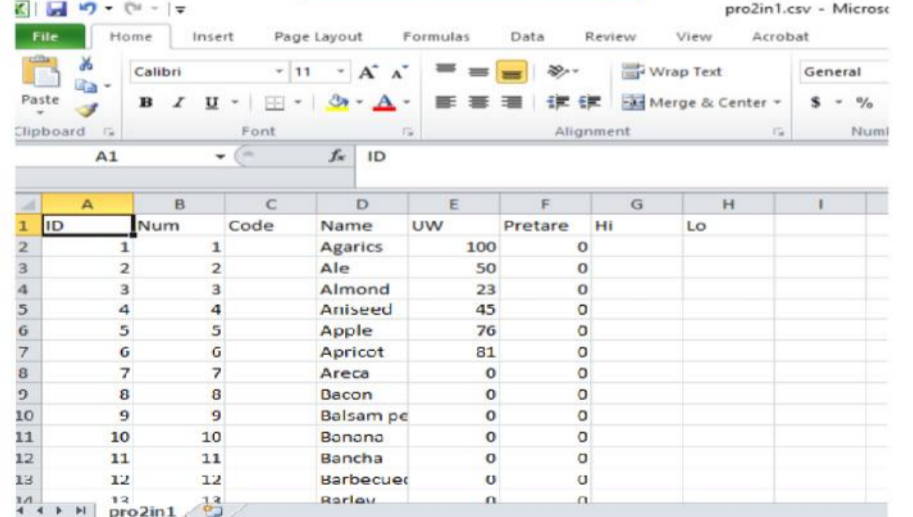 pro2in1.csv - Microso
File Home Insert Page Layout Formulas Data Review View Acrobat
Calibri 11 A A Wrap Text General
Paste B I U A Merge & Center $ %
Clipboard Font Alignment Numl
A1 fx ID
A B C D E F G H I
1 ID Num Code Name UW Pretare Hi Lo
2 1 1 Agarics 100 0
3 2 2 Ale 50 0
4 3 3 Almond 23 0
5 4 4 Aniseed 45 0
6 5 5 Apple 76 0
7 6 6 Apricot 81 0
8 7 7 Areca 0 0
9 8 8 Bacon 0 0
10 9 9 Balsam pe 0 0
11 10 10 Banana 0 0
12 11 11 Bancha 0 0
13 12 12 Barbecued 0 0
14 13 13 Barley 0 0
pro2in1